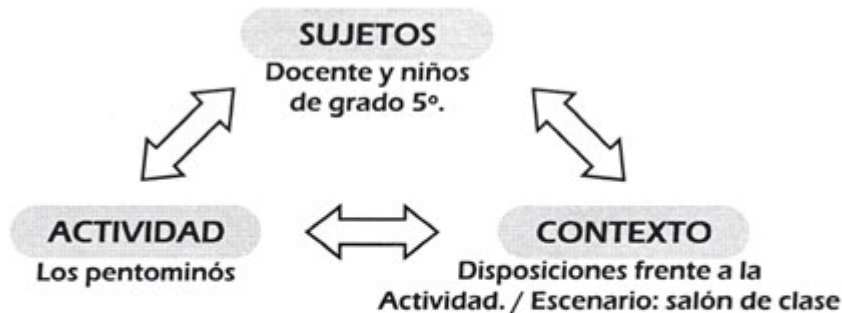 SUJETOS
Docente y niños
de grado 5º.
ACTIVIDAD
Los pentominós
CONTEXTO
Disposiciones frente a la
Actividad. / Escenario: salón de clase